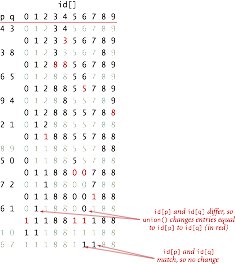 id[]
p q 0 1 2 3 4 5 6 7 8 9
4 3 0 1 2 3 4 5 6 7 8 9
0 1 2 3 3 5 6 7 8 9
3 8 0 1 2 3 3 5 6 7 8 9
0 1 2 8 8 5 6 7 8 9
6 5 0 1 2 8 8 5 6 7 8 9
0 1 2 8 8 5 5 7 8 9
9 4 0 1 2 8 8 5 5 7 8 9
0 1 2 8 8 5 5 7 8 8
2 1 0 1 2 8 8 5 5 7 8 8
0 1 1 8 8 5 5 7 8 8
8 9 0 1 1 8 8 5 5 7 8 8
5 0 0 1 1 8 8 5 5 7 8 8
0 1 1 8 8 0 0 7 8 8
7 2 0 1 1 8 8 0 0 7 8 8
0 1 1 8 8 0 0 1 8 8
6 1 0 1 1 8 8 0 0 1 8 8
1 1 1 8 8 1 1 1 8 8
1 0 1 1 1 8 8 1 1 1 8 8
6 7 1 1 1 8 8 1 1 1 8 8
id[p] and id[q] differ, so
union() changes entries equal
to id[p] to id[q] (in red)
id[p] and id[q]
match, so no change